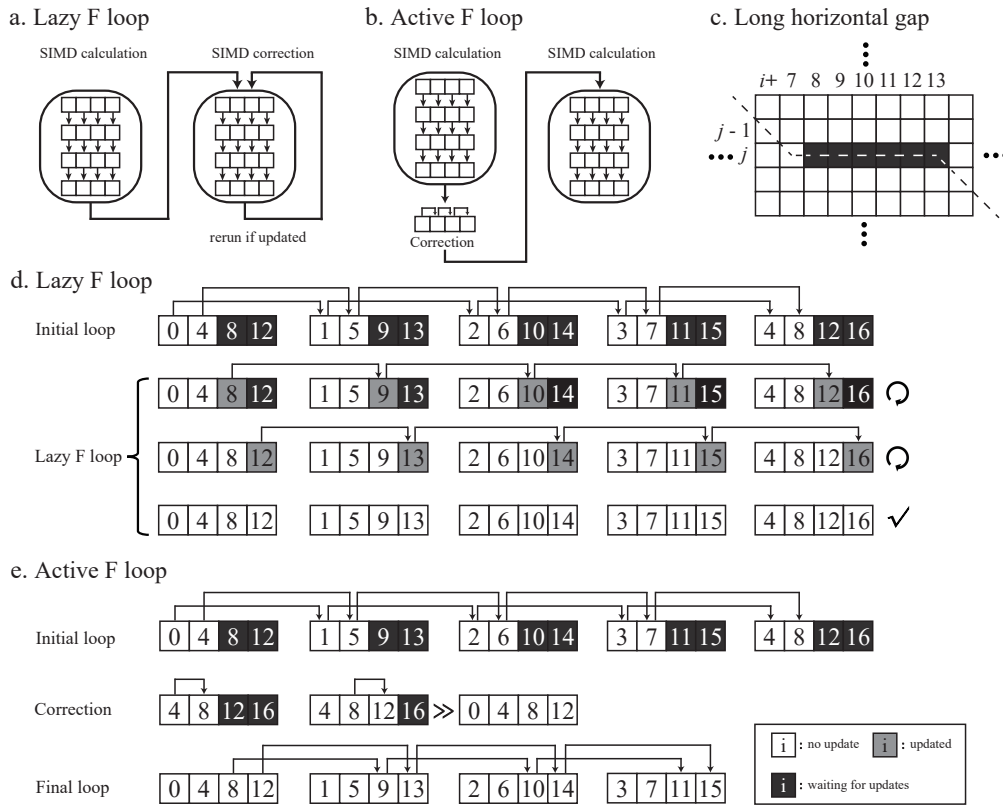 a. Lazy F loop
b. Active F loop
c. Long horizontal gap
SIMD calculation
SIMD correction
SIMD calculation
SIMD calculation
i+ 7 8 9 10 11 12 13
j - 1
j
Correction
rerun if updated
d. Lazy F loop
Initial loop 0 4 8 12 1 5 9 13 2 6 10 14 3 7 11 15 4 8 12 16
0 4 8 12 1 5 9 13 2 6 10 14 3 7 11 15 4 8 12 16
Lazy F loop 0 4 8 12 1 5 9 13 2 6 10 14 3 7 11 15 4 8 12 16
0 4 8 12 1 5 9 13 2 6 10 14 3 7 11 15 4 8 12 16
e. Active F loop
Initial loop 0 4 8 12 1 5 9 13 2 6 10 14 3 7 11 15 4 8 12 16
Correction 4 8 12 16 4 8 12 16 ≫ 0 4 8 12
Final loop 0 4 8 12 1 5 9 13 2 6 10 14 3 7 11 15
i : no update i : updated
i : waiting for updates